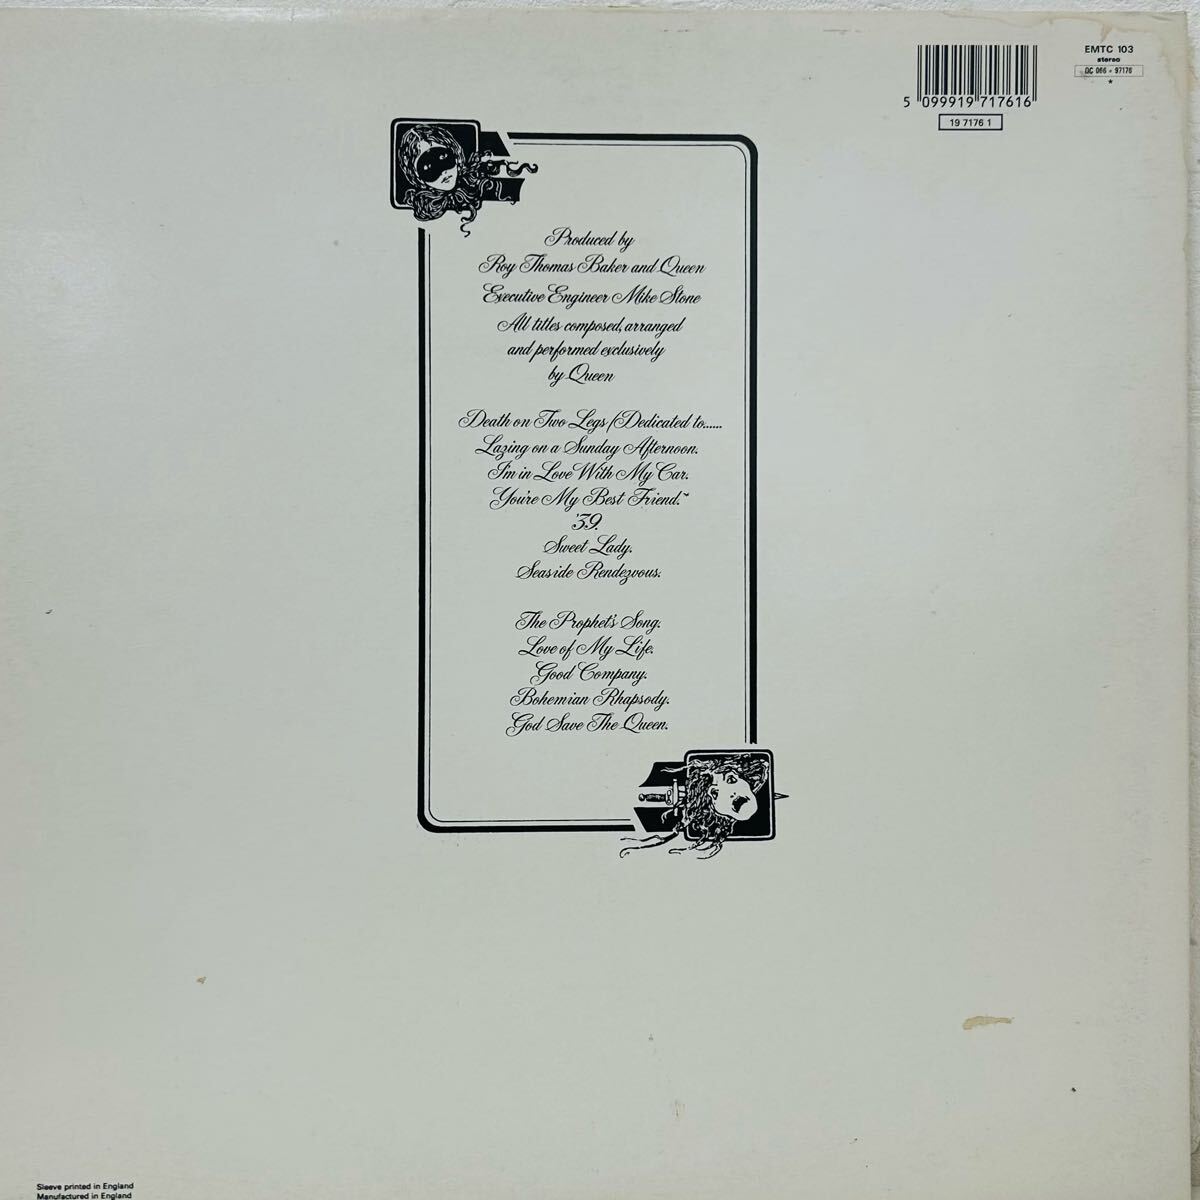 EMTC 103
stereo
OC 066 - 97176
*
5 099919 717616
19 7176 1
Produced by
Roy Thomas Baker and Queen
Executive Engineer Mike Stone
All titles composed, arranged
and performed exclusively
by Queen
Death on Two Legs (Dedicated to......
Lazing on a Sunday Afternoon.
I'm in Love With My Car.
You're My Best Friend.
'39.
Sweet Lady.
Seaside Rendezvous.
The Prophet's Song.
Love of My Life.
Good Company.
Bohemian Rhapsody.
God Save The Queen.
Sleeve printed in England
Manufactured in England